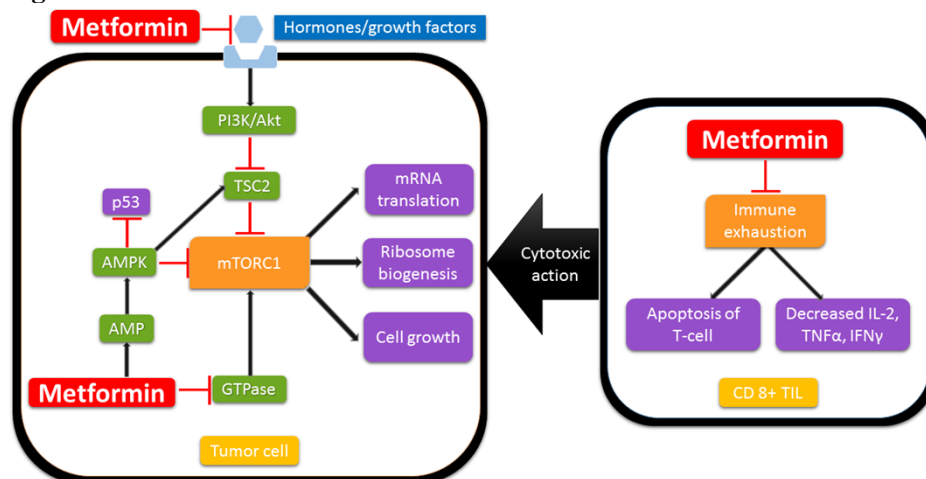 Metformin
Hormones/growth factors
PI3K/Akt
TSC2
p53
AMPK
mTORC1
AMP
Metformin
GTPase
mRNA
translation
Ribosome
biogenesis
Cell growth
Tumor cell
Cytotoxic
action
Metformin
Immune
exhaustion
Apoptosis of
T-cell
Decreased IL-2,
TNFα, IFNγ
CD 8+ TIL